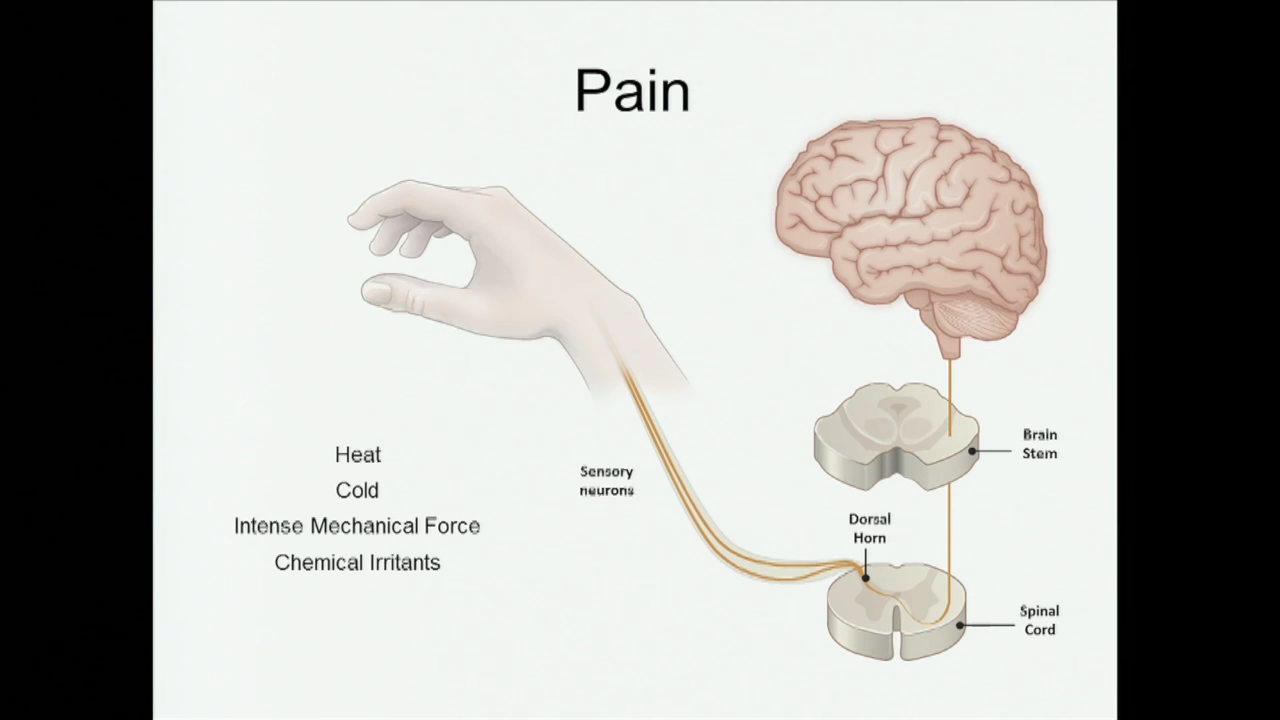 Pain
Heat
Cold
Intense Mechanical Force
Chemical Irritants
Sensory
neurons
Brain
Stem
Dorsal
Horn
Spinal
Cord